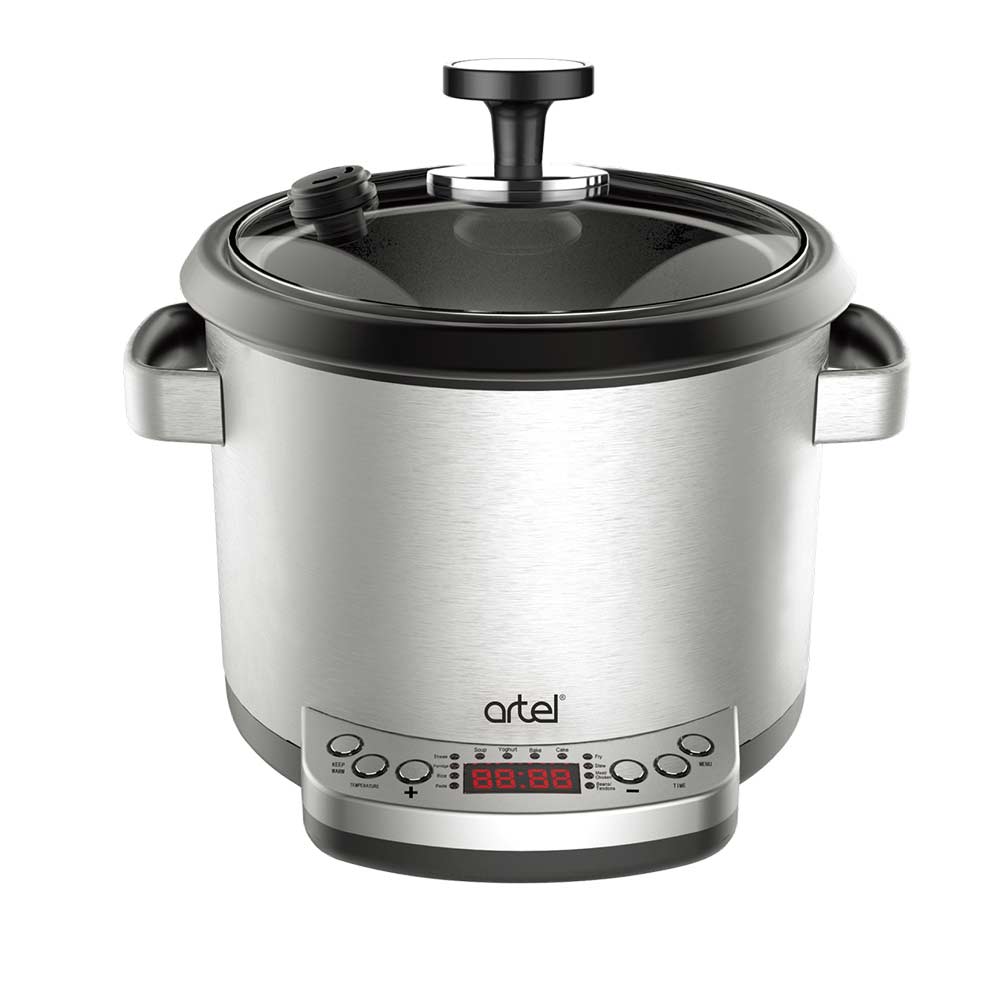 artel®
Soup Yoghurt Bake Cake
Steam Fry
Porridge Stew
Rice Meat/
Chicken
Pasta Beans/
Tendons
88:88
KEEP
WARM
TEMPERATURE
+
−
TIME
MENU